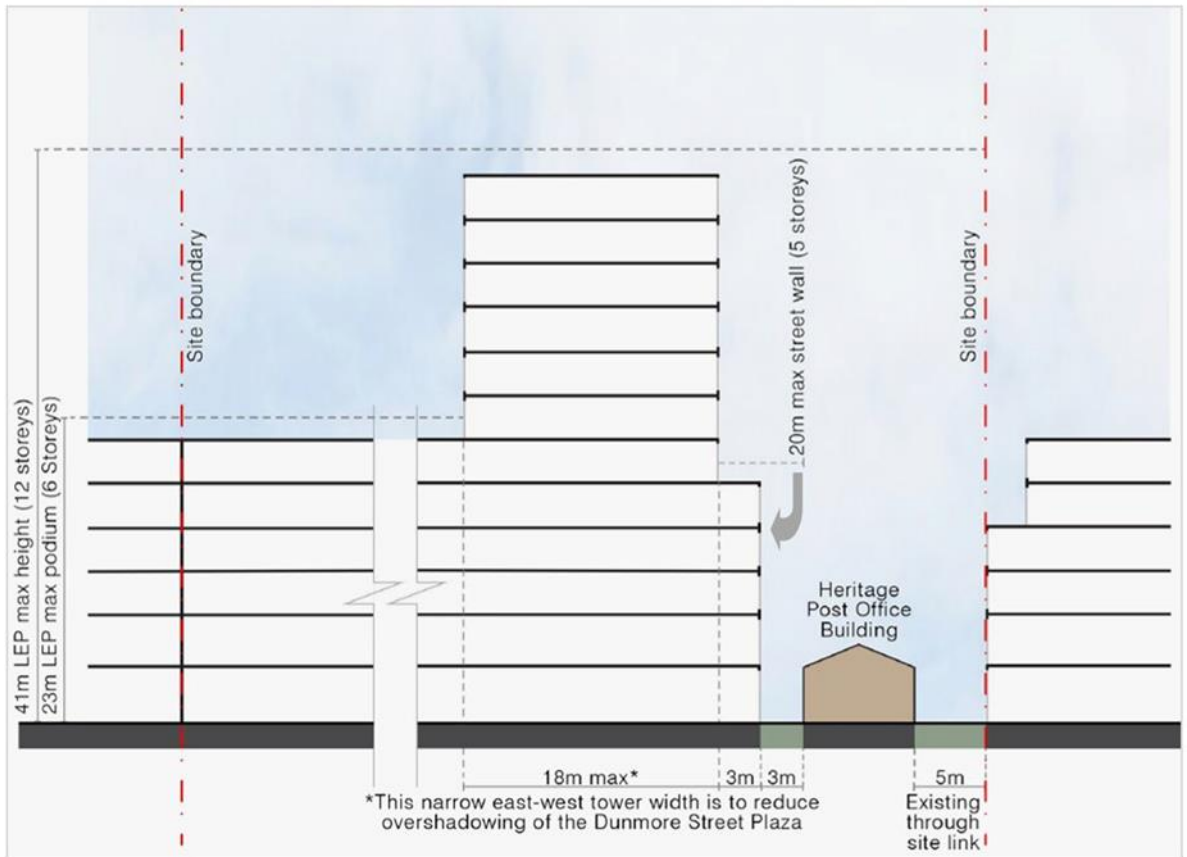 41m LEP max height (12 storeys)
23m LEP max podium (6 Storeys)
Site boundary
20m max street wall (5 storeys)
Site boundary
Heritage
Post Office
Building
18m max*
3m
3m
5m
*This narrow east-west tower width is to reduce
overshadowing of the Dunmore Street Plaza
Existing
through
site link